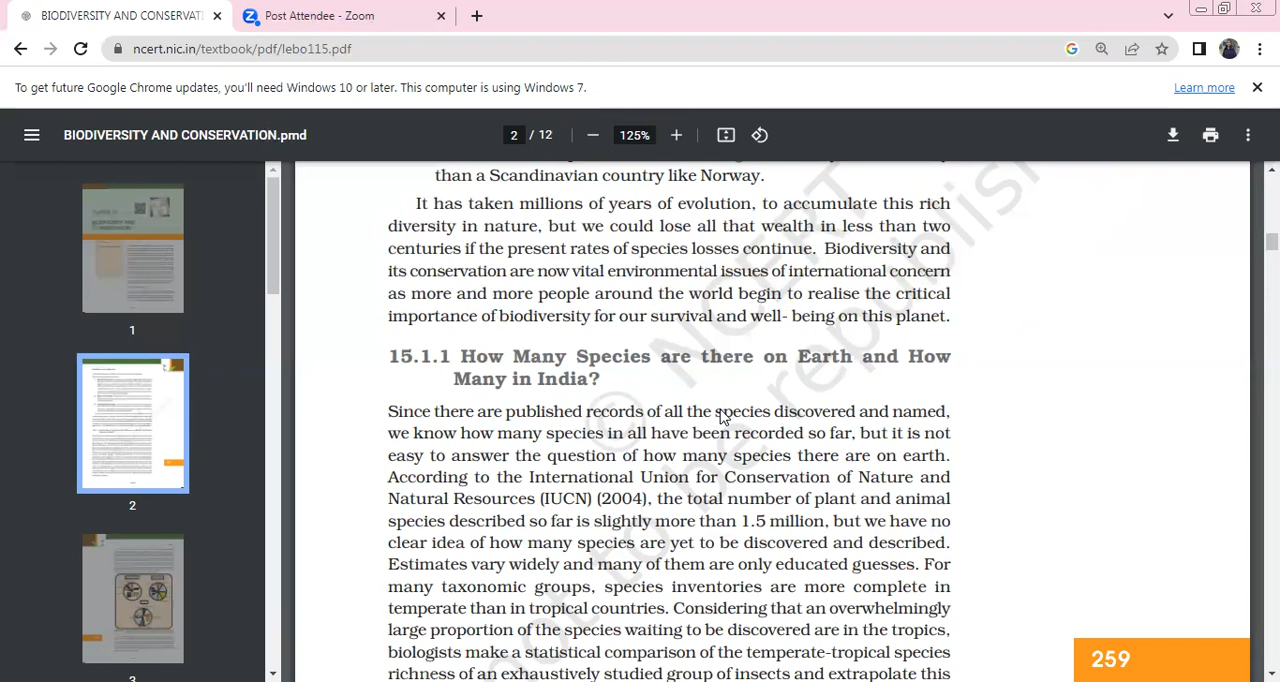 BIODIVERSITY AND CONSERVATI
Post Attendee - Zoom
ncert.nic.in/textbook/pdf/lebo115.pdf
To get future Google Chrome updates, you'll need Windows 10 or later. This computer is using Windows 7.
Learn more
BIODIVERSITY AND CONSERVATION.pmd
2 / 12
125%
than a Scandinavian country like Norway.
It has taken millions of years of evolution, to accumulate this rich
diversity in nature, but we could lose all that wealth in less than two
centuries if the present rates of species losses continue. Biodiversity and
its conservation are now vital environmental issues of international concern
as more and more people around the world begin to realise the critical
importance of biodiversity for our survival and well- being on this planet.
15.1.1 How Many Species are there on Earth and How
Many in India?
Since there are published records of all the species discovered and named,
we know how many species in all have been recorded so far, but it is not
easy to answer the question of how many species there are on earth.
According to the International Union for Conservation of Nature and
Natural Resources (IUCN) (2004), the total number of plant and animal
species described so far is slightly more than 1.5 million, but we have no
clear idea of how many species are yet to be discovered and described.
Estimates vary widely and many of them are only educated guesses. For
many taxonomic groups, species inventories are more complete in
temperate than in tropical countries. Considering that an overwhelmingly
large proportion of the species waiting to be discovered are in the tropics,
biologists make a statistical comparison of the temperate-tropical species
richness of an exhaustively studied group of insects and extrapolate this
259
1
2
3
© NCERT
not to be republis